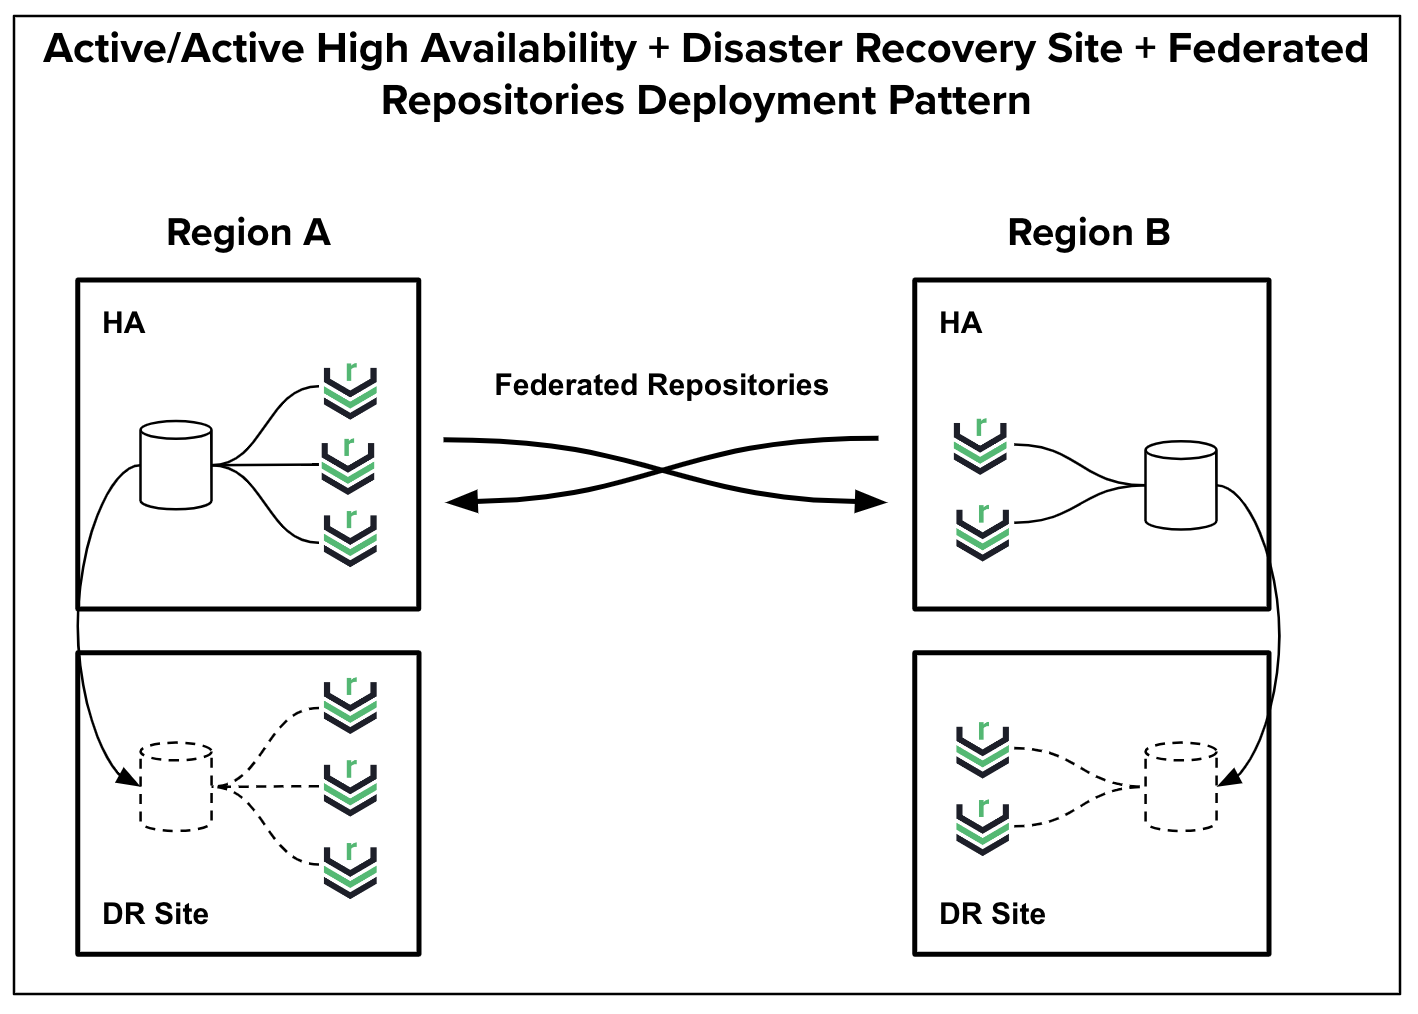 Active/Active High Availability + Disaster Recovery Site + Federated
Repositories Deployment Pattern
Region A
Region B
HA
r
r
r
Federated Repositories
HA
r
r
r
r
r
DR Site
r
r
DR Site